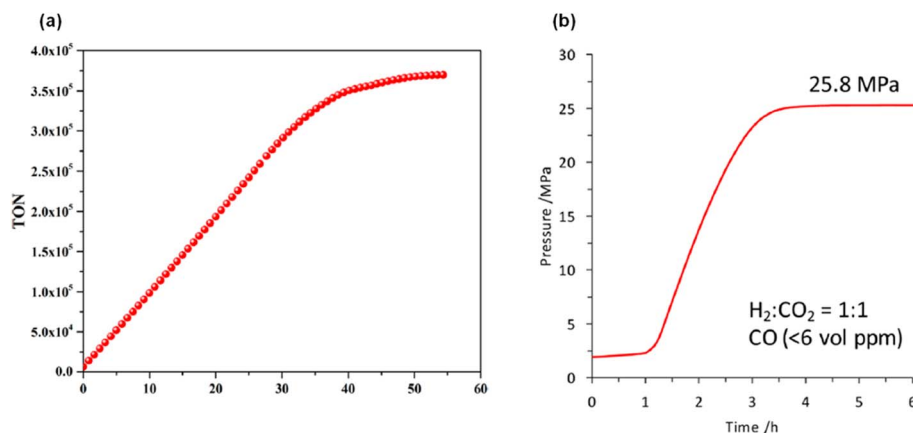 (a)
4.0x10⁵
3.5x10⁵
3.0x10⁵
2.5x10⁵
2.0x10⁵
1.5x10⁵
1.0x10⁵
5.0x10⁴
0.0
TON
0 10 20 30 40 50 60
(b)
30
25
20
15
10
5
0
Pressure /MPa
25.8 MPa
H₂:CO₂ = 1:1
CO (<6 vol ppm)
0 1 2 3 4 5 6
Time /h